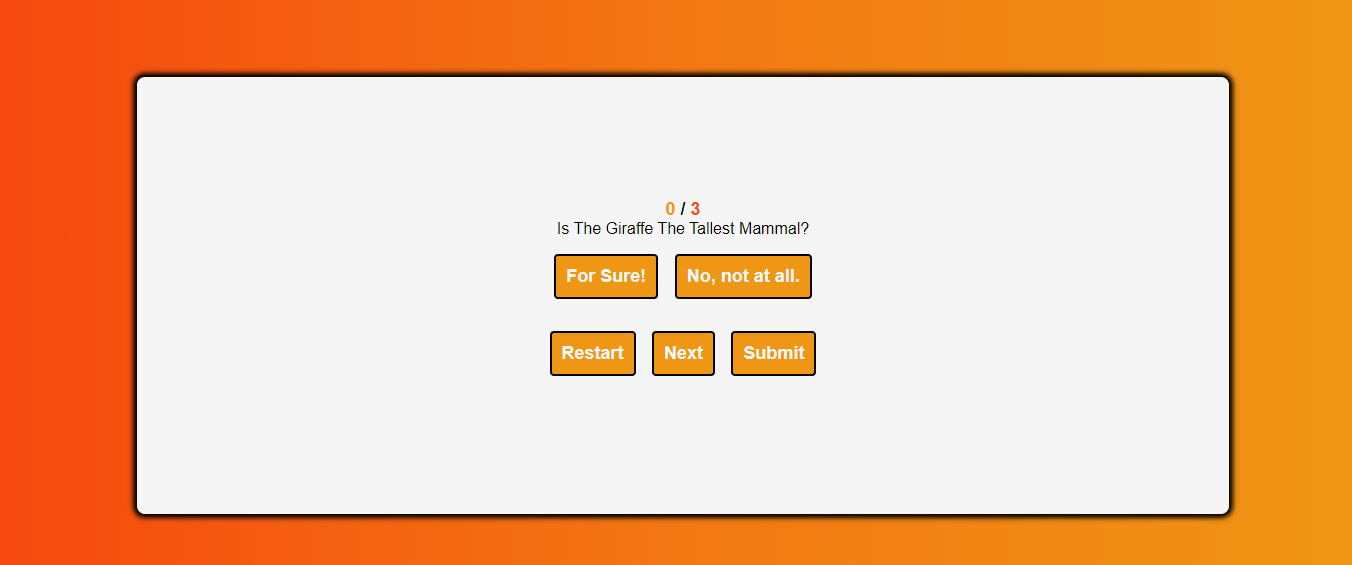 0 / 3
Is The Giraffe The Tallest Mammal?
For Sure! No, not at all.
Restart Next Submit